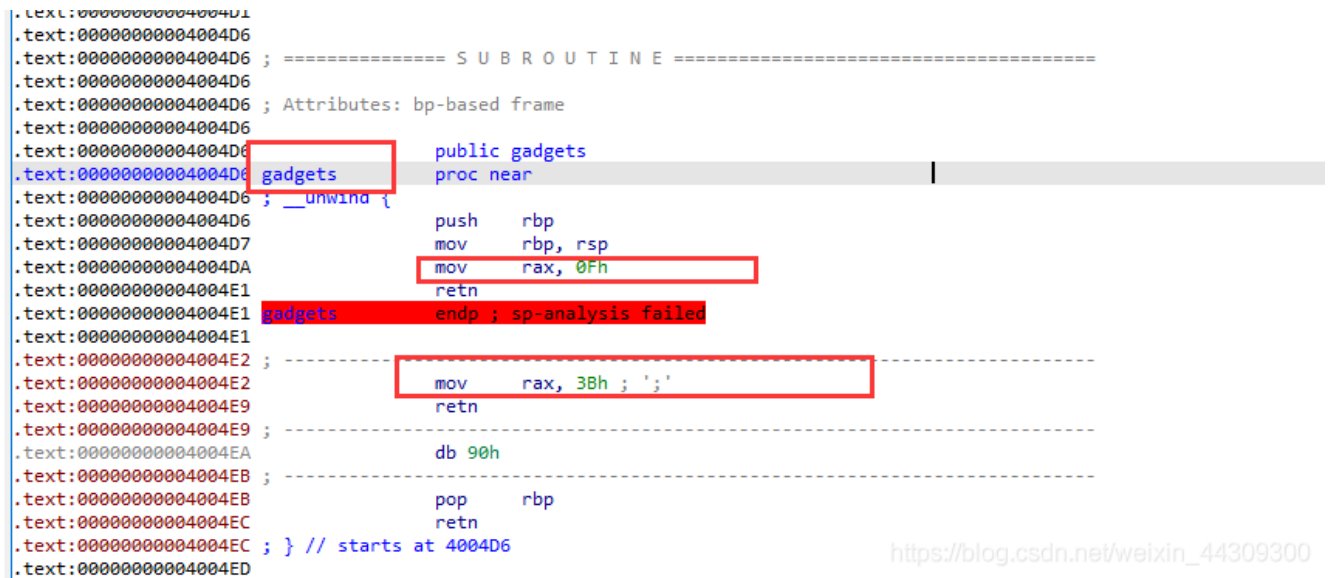 .text:00000000004004D1
.text:00000000004004D6
.text:00000000004004D6 ; =============== S U B R O U T I N E =======================================
.text:00000000004004D6
.text:00000000004004D6 ; Attributes: bp-based frame
.text:00000000004004D6
.text:00000000004004D6 public gadgets
.text:00000000004004D6 gadgets proc near
.text:00000000004004D6 ; __unwind {
.text:00000000004004D6 push rbp
.text:00000000004004D7 mov rbp, rsp
.text:00000000004004DA mov rax, 0Fh
.text:00000000004004E1 retn
.text:00000000004004E1 gadgets endp ; sp-analysis failed
.text:00000000004004E1
.text:00000000004004E2 ; ---------------------------------------------------------------------------
.text:00000000004004E2 mov rax, 3Bh ; ';'
.text:00000000004004E9 retn
.text:00000000004004E9 ; ---------------------------------------------------------------------------
.text:00000000004004EA db 90h
.text:00000000004004EB ; ---------------------------------------------------------------------------
.text:00000000004004EB pop rbp
.text:00000000004004EC retn
.text:00000000004004EC ; } // starts at 4004D6
.text:00000000004004ED
https://blog.csdn.net/weixin_44309300